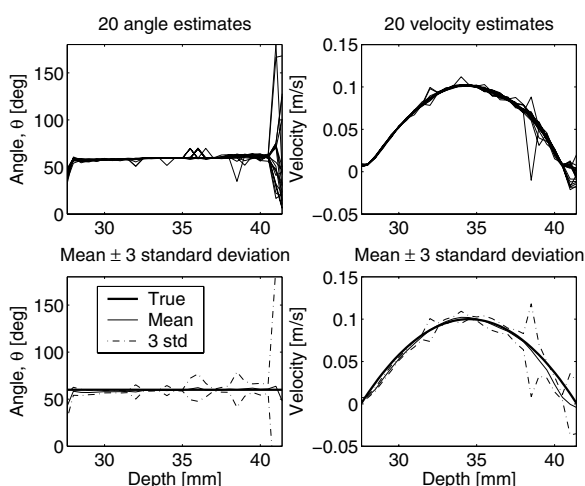 20 angle estimates
Angle, θ [deg]
150
100
50
0
30 35 40
20 velocity estimates
Velocity [m/s]
0.15
0.1
0.05
0
−0.05
30 35 40
Mean ± 3 standard deviation
Angle, θ [deg]
150
100
50
0
True
Mean
3 std
30 35 40
Depth [mm]
Mean ± 3 standard deviation
Velocity [m/s]
0.15
0.1
0.05
0
−0.05
30 35 40
Depth [mm]